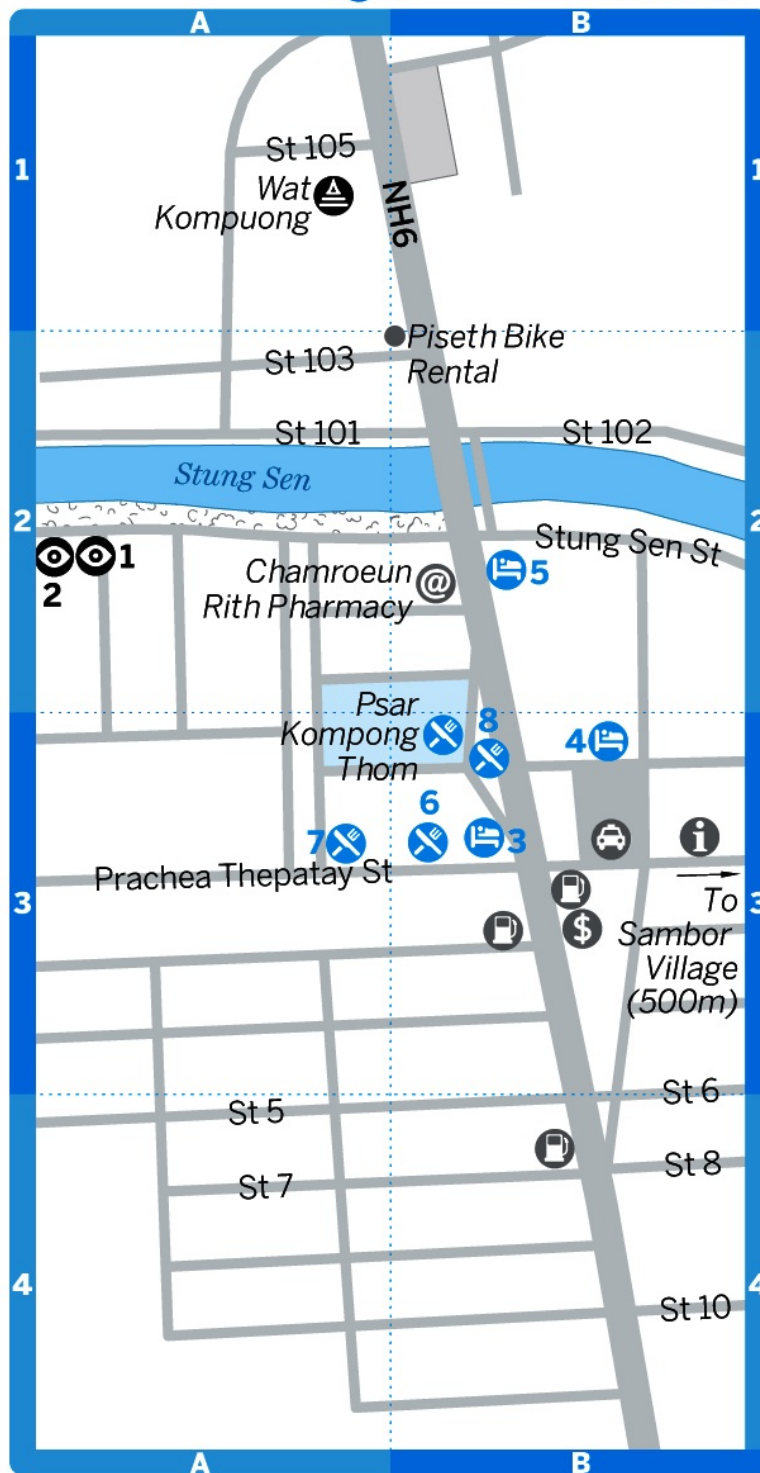 A
B
1
1
St 105
Wat
Kompuong
NH6
Piseth Bike
Rental
St 103
St 101
St 102
Stung Sen
2
2
Stung Sen St
1
2
Chamroeun
Rith Pharmacy
@
5
Psar
Kompong
Thom
8
4
6
7
3
i
Prachea Thepatay St
3
3
$
To
Sambor
Village
(500m)
St 6
St 5
St 8
St 7
4
4
St 10
A
B